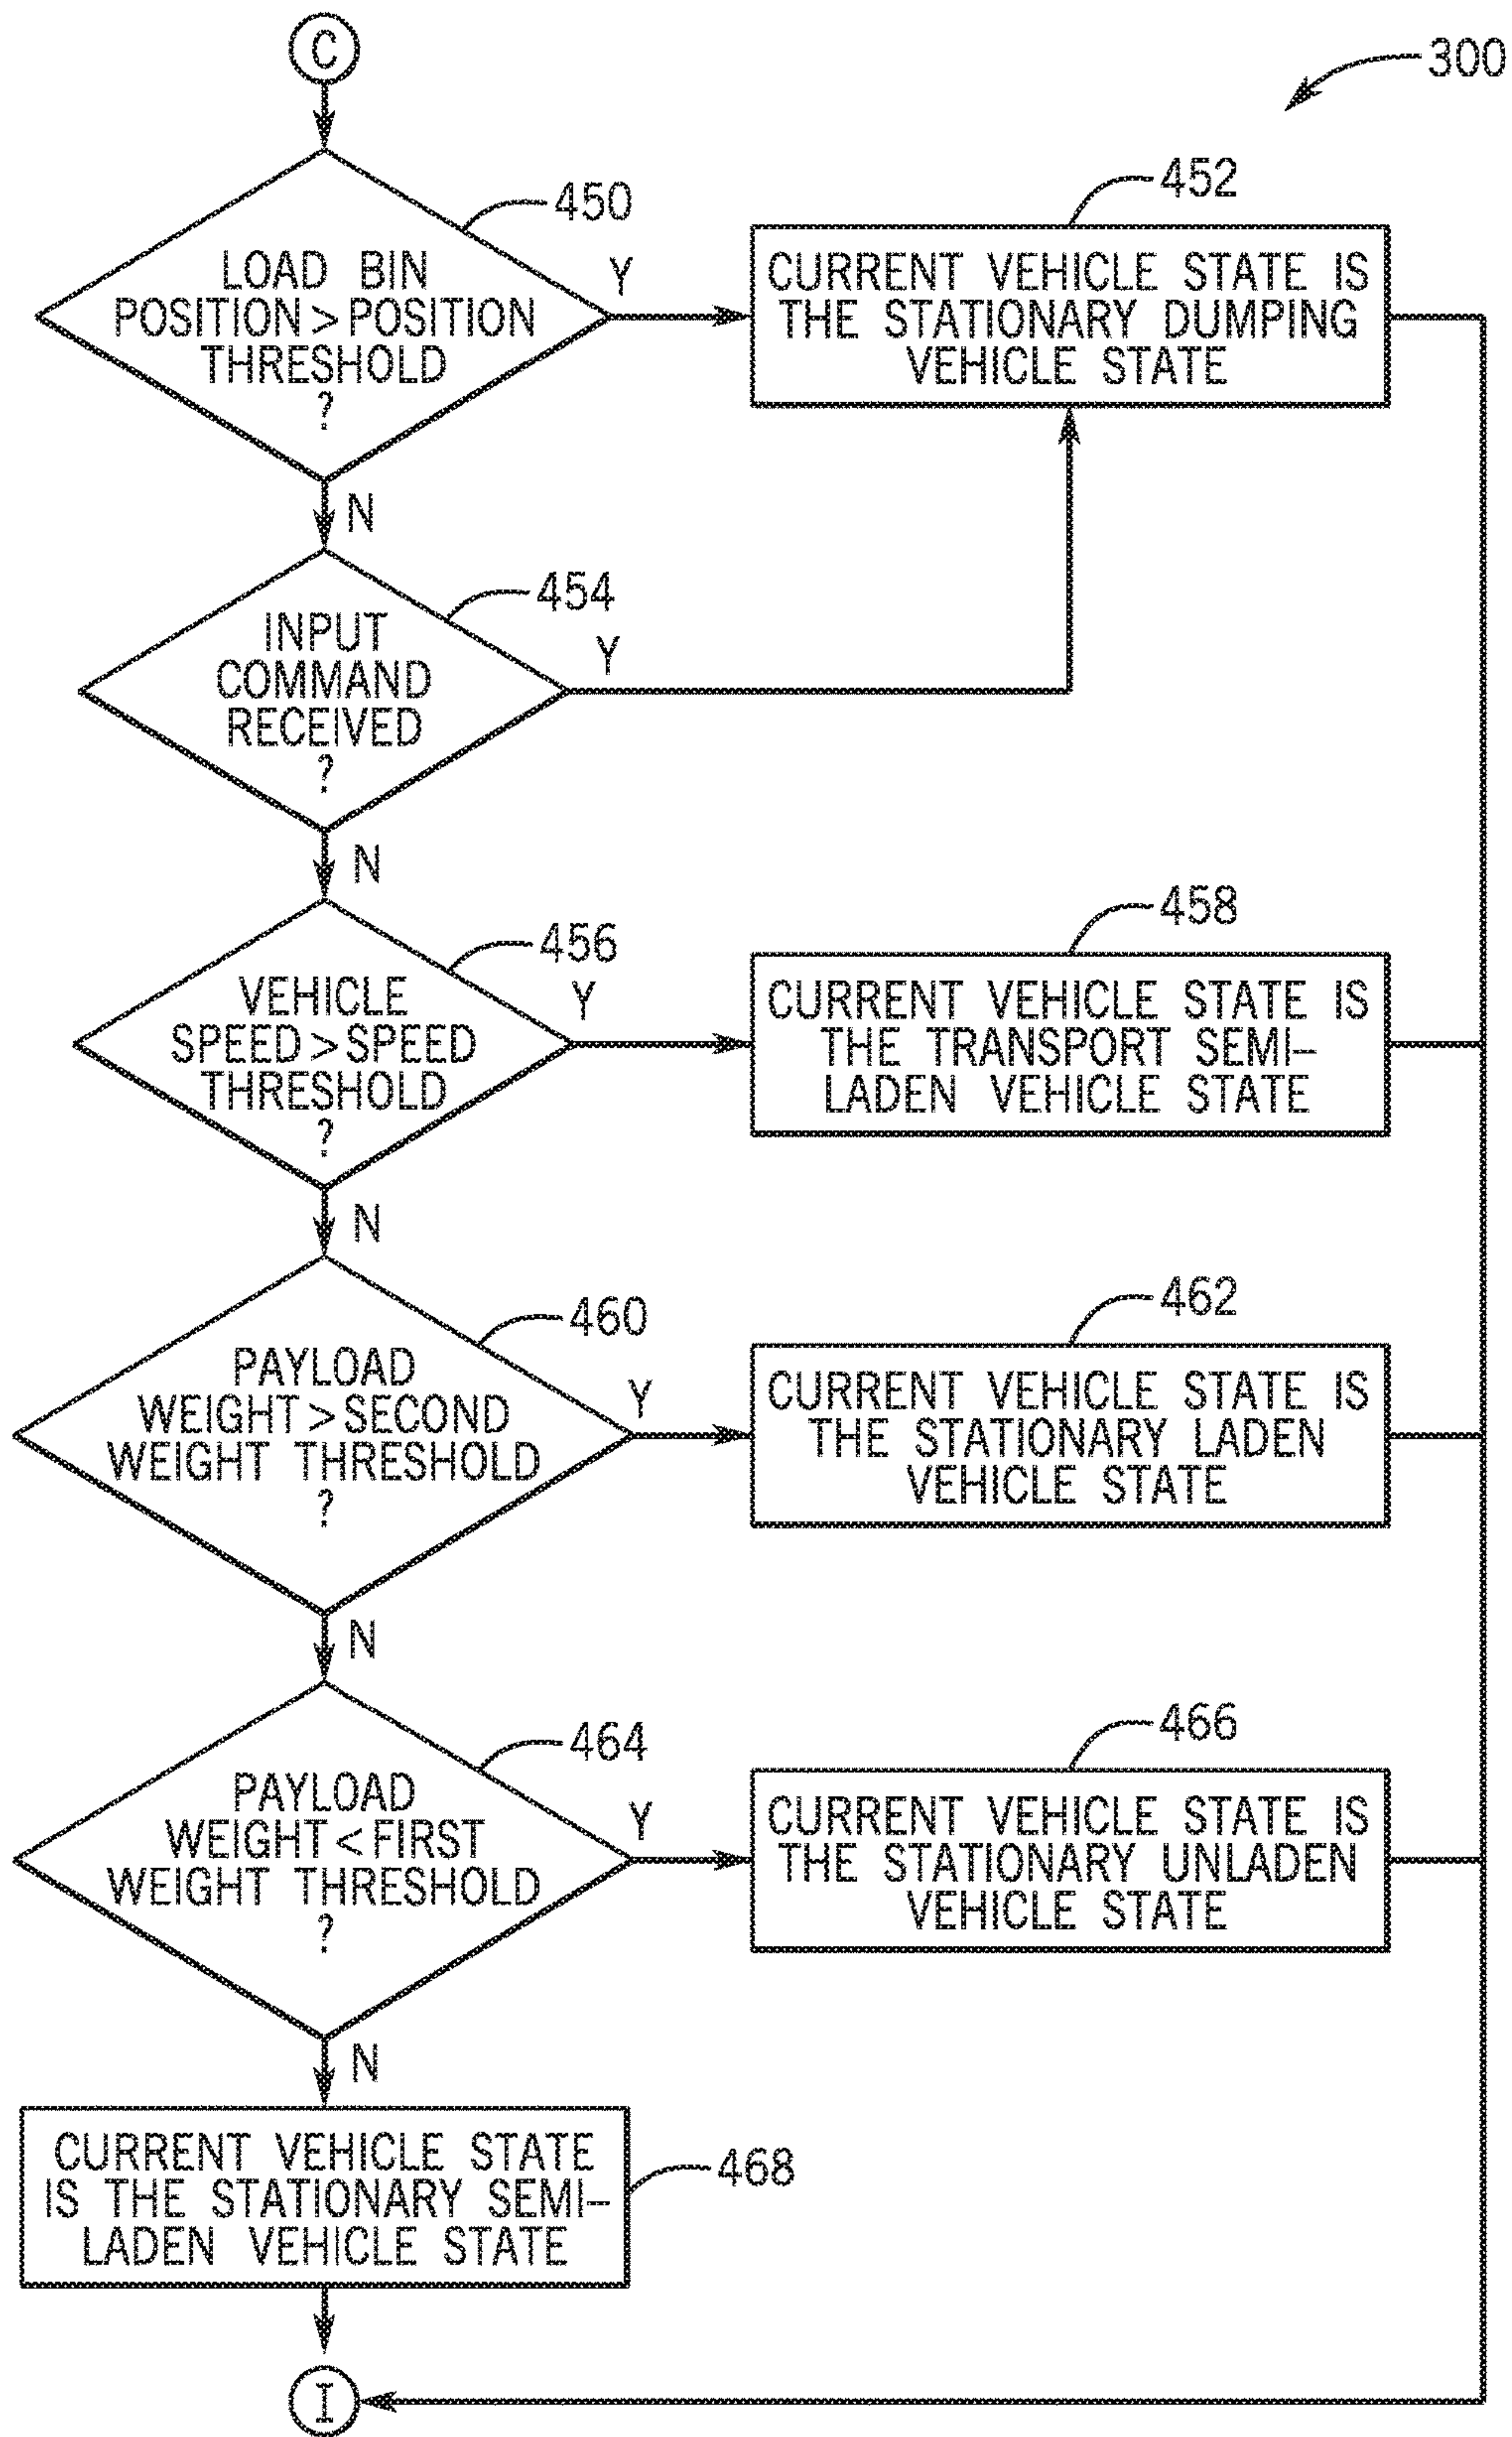 C
300
450
LOAD BIN
POSITION > POSITION
THRESHOLD
?
Y
452
CURRENT VEHICLE STATE IS
THE STATIONARY DUMPING
VEHICLE STATE
N
454
INPUT
COMMAND
RECEIVED
?
Y
N
456
VEHICLE
SPEED > SPEED
THRESHOLD
?
Y
458
CURRENT VEHICLE STATE IS
THE TRANSPORT SEMI-
LADEN VEHICLE STATE
N
460
PAYLOAD
WEIGHT > SECOND
WEIGHT THRESHOLD
?
Y
462
CURRENT VEHICLE STATE IS
THE STATIONARY LADEN
VEHICLE STATE
N
464
PAYLOAD
WEIGHT < FIRST
WEIGHT THRESHOLD
?
Y
466
CURRENT VEHICLE STATE IS
THE STATIONARY UNLADEN
VEHICLE STATE
N
CURRENT VEHICLE STATE
IS THE STATIONARY SEMI-
LADEN VEHICLE STATE
468
I